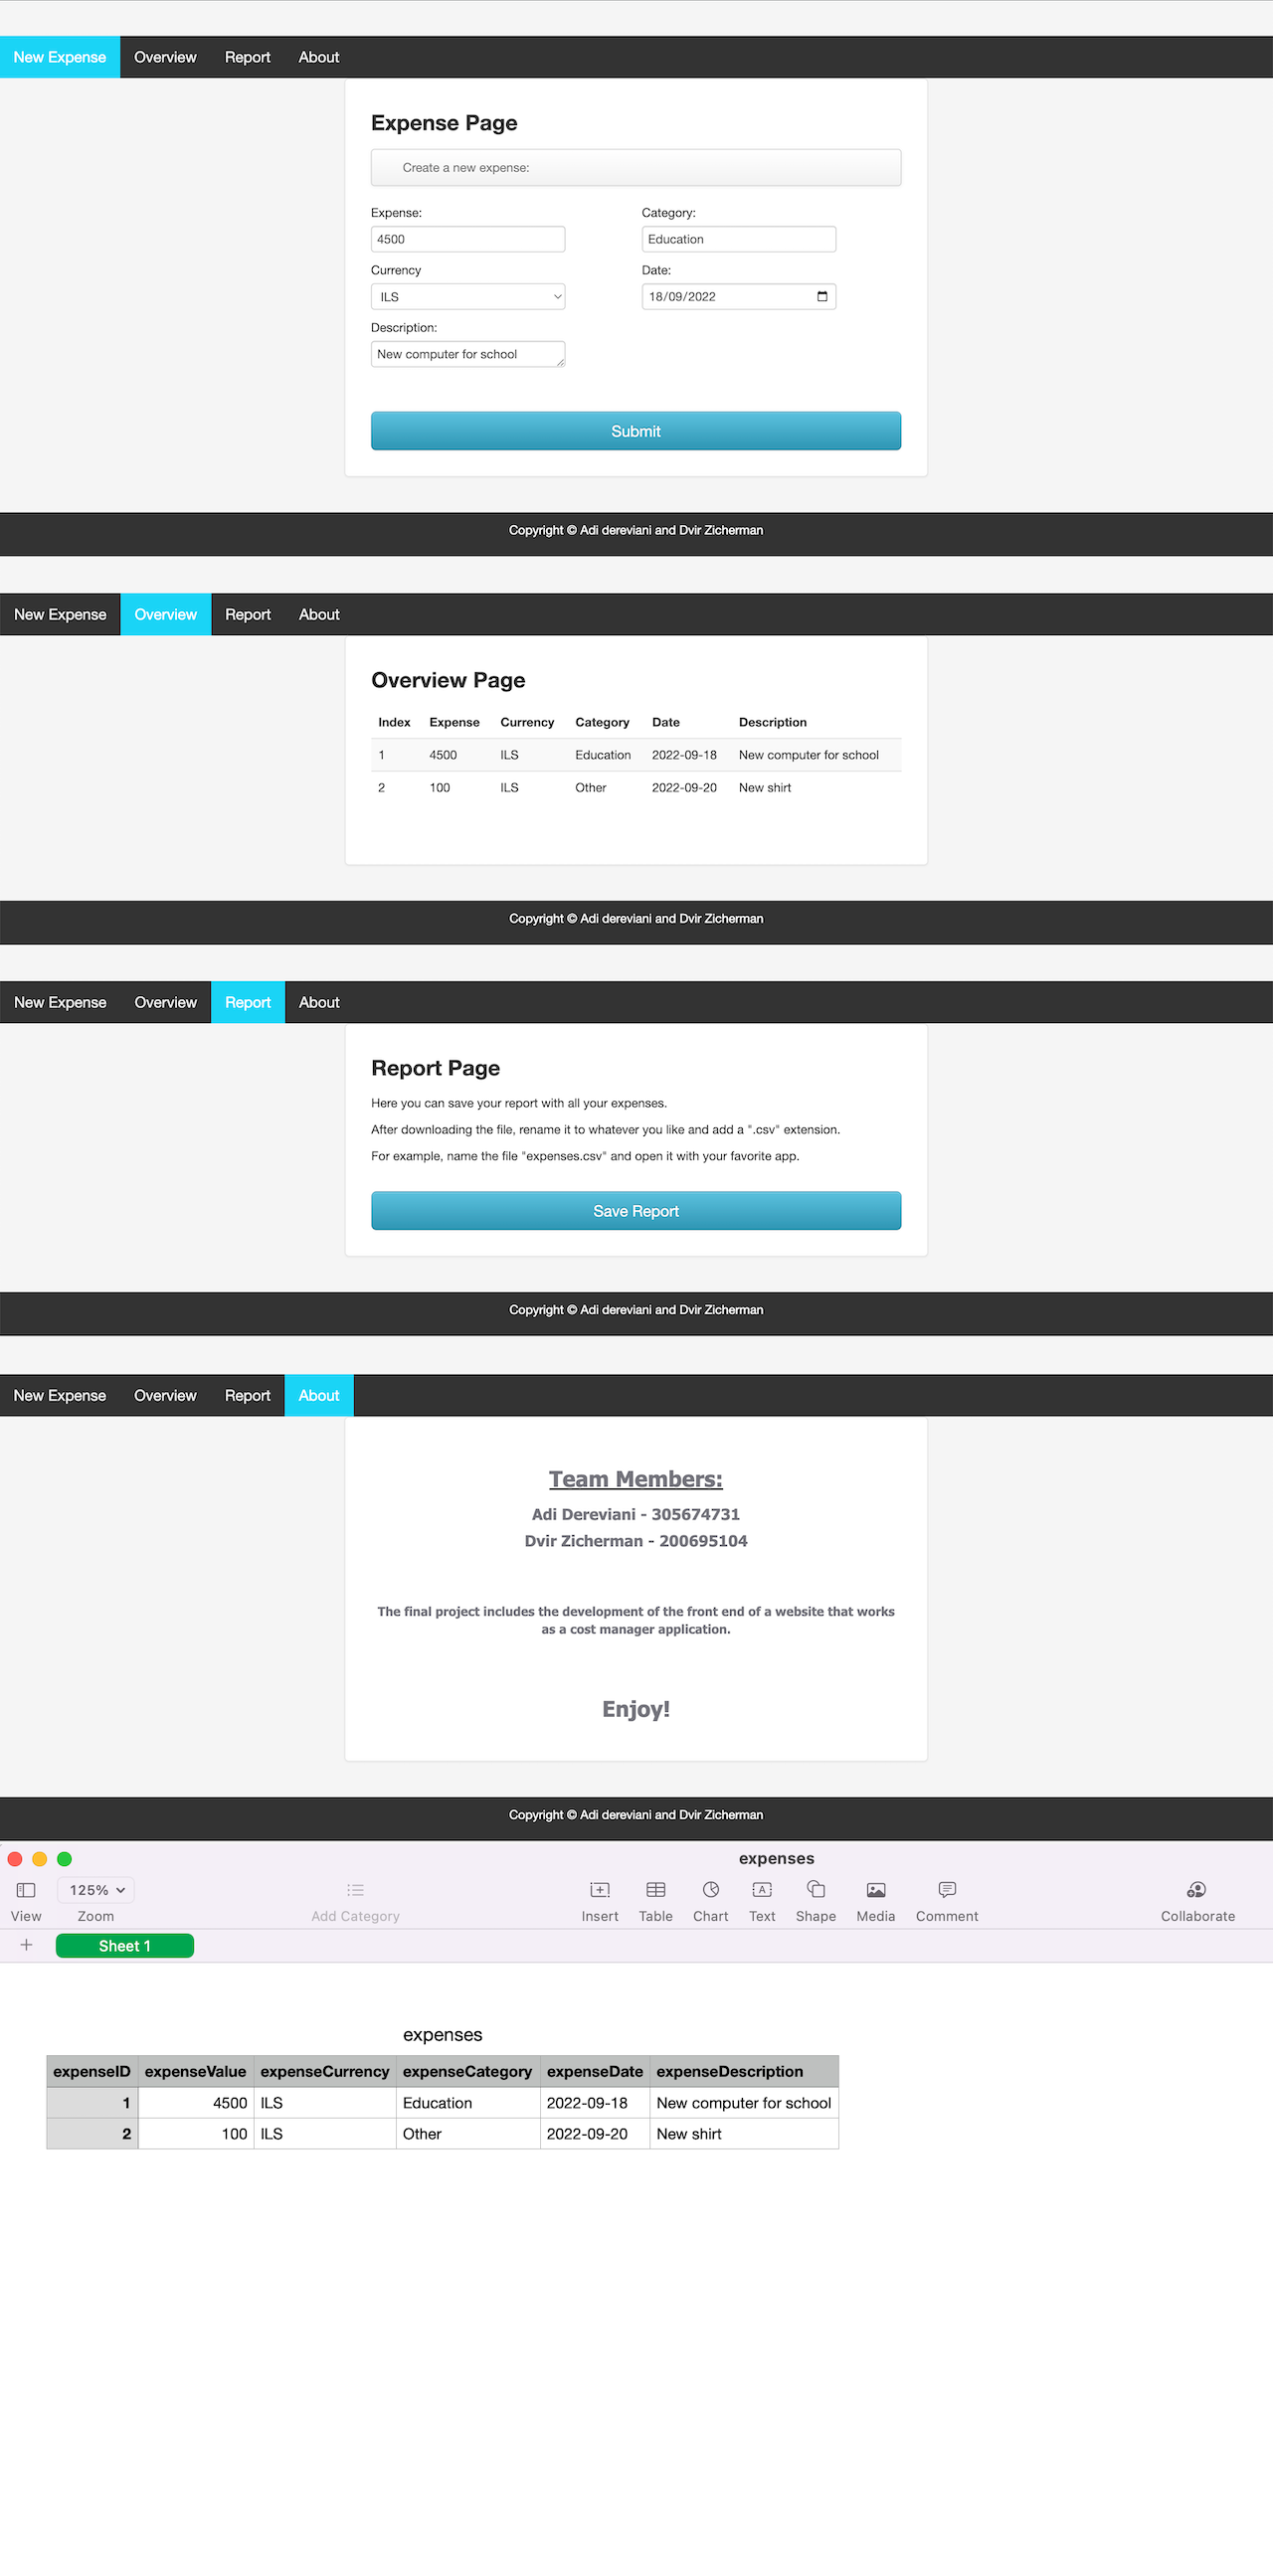 New Expense Overview Report About
Expense Page
Create a new expense:
Expense: Category:
4500 Education
Currency Date:
ILS 18/09/2022
Description:
New computer for school
Submit
Copyright © Adi dereviani and Dvir Zicherman
New Expense Overview Report About
Overview Page
Index Expense Currency Category Date Description
1 4500 ILS Education 2022-09-18 New computer for school
2 100 ILS Other 2022-09-20 New shirt
Copyright © Adi dereviani and Dvir Zicherman
New Expense Overview Report About
Report Page
Here you can save your report with all your expenses.
After downloading the file, rename it to whatever you like and add a ".csv" extension.
For example, name the file "expenses.csv" and open it with your favorite app.
Save Report
Copyright © Adi dereviani and Dvir Zicherman
New Expense Overview Report About
Team Members:
Adi Dereviani - 305674731
Dvir Zicherman - 200695104
The final project includes the development of the front end of a website that works
as a cost manager application.
Enjoy!
Copyright © Adi dereviani and Dvir Zicherman
expenses
125%
View Zoom Add Category Insert Table Chart Text Shape Media Comment Collaborate
+ Sheet 1
expenses
expenseID expenseValue expenseCurrency expenseCategory expenseDate expenseDescription
1 4500 ILS Education 2022-09-18 New computer for school
2 100 ILS Other 2022-09-20 New shirt